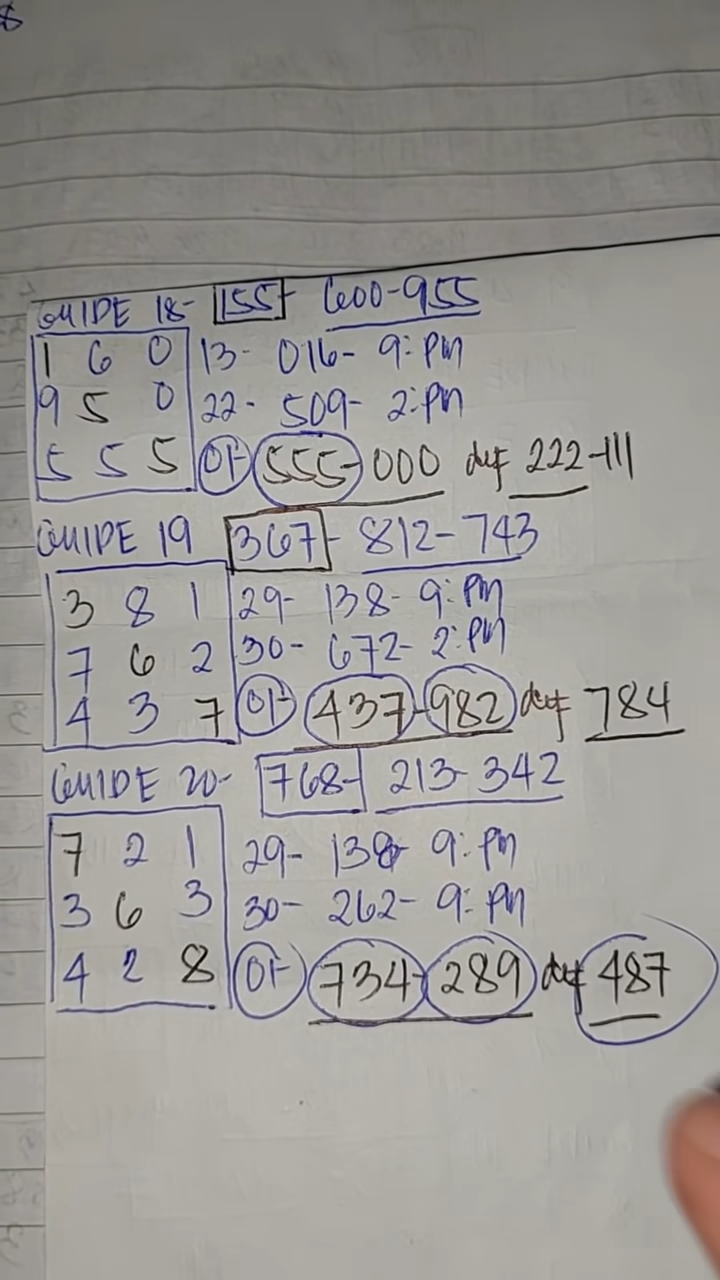 8
GUIDE 18- 155- 600-955
1 6 0 13- 016- 9:PM
9 5 0 22- 509- 2:PM
5 5 5 01- 555-000 def 222-111
GUIDE 19 367- 812-743
3 8 1 29- 138- 9:PM
7 6 2 30- 672- 2:PM
4 3 7 01- 437-982 def 784
GUIDE 20- 768- 213-342
7 2 1 29- 138- 9:PM
3 6 3 30- 262- 9:PM
4 2 8 01- 734-289 def 487